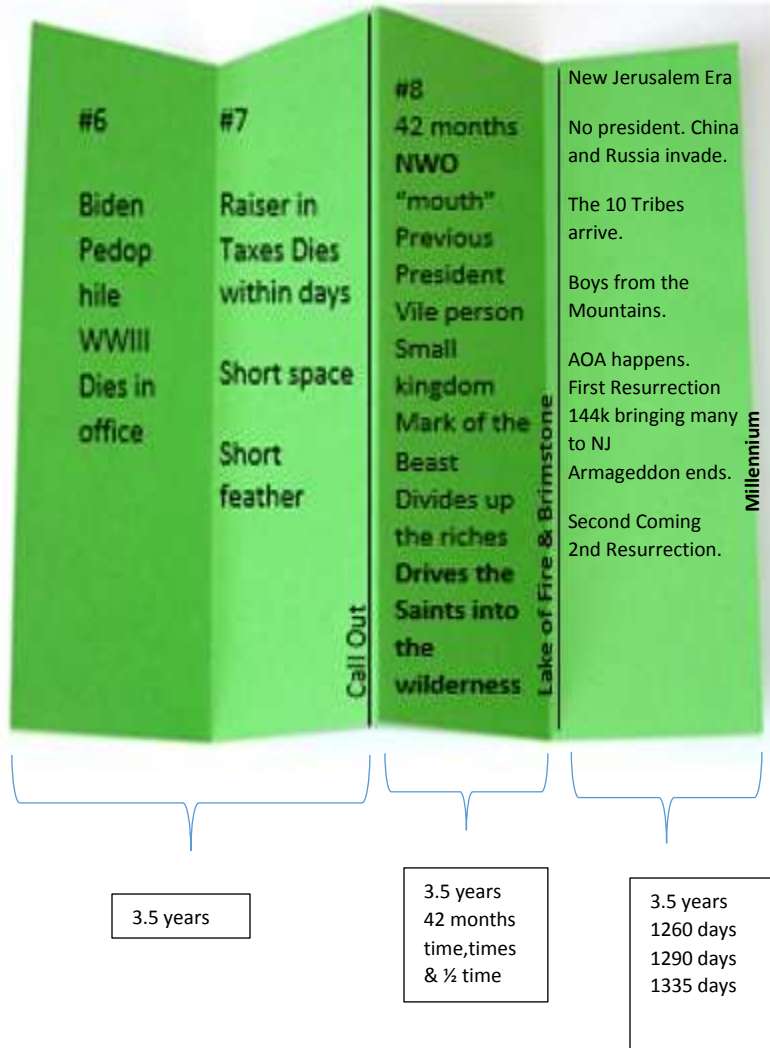 #6
Biden
Pedop
hile
WWIII
Dies in
office
#7
Raiser in
Taxes Dies
within days
Short space
Short
feather
Call Out
#8
42 months
NWO
“mouth”
Previous
President
Vile person
Small
kingdom
Mark of the
Beast
Divides up
the riches
Drives the
Saints into
the
wilderness
Lake of Fire & Brimstone
New Jerusalem Era
No president. China
and Russia invade.
The 10 Tribes
arrive.
Boys from the
Mountains.
AOA happens.
First Resurrection
144k bringing many
to NJ
Armageddon ends.
Second Coming
2nd Resurrection.
Millennium
3.5 years
3.5 years
42 months
time,times
& ½ time
3.5 years
1260 days
1290 days
1335 days